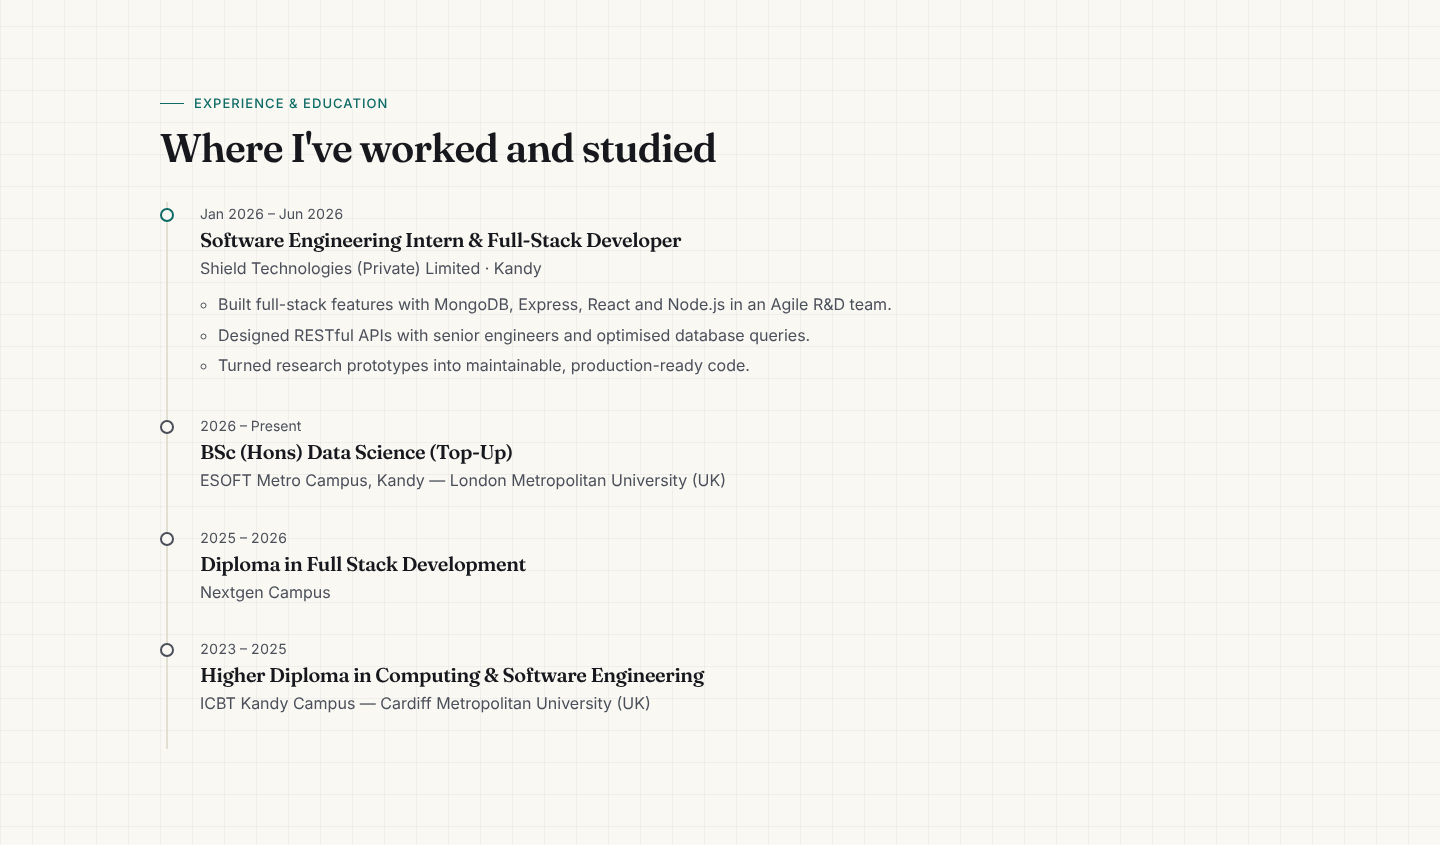 EXPERIENCE & EDUCATION
Where I've worked and studied
Jan 2026 – Jun 2026
Software Engineering Intern & Full-Stack Developer
Shield Technologies (Private) Limited · Kandy
Built full-stack features with MongoDB, Express, React and Node.js in an Agile R&D team.
Designed RESTful APIs with senior engineers and optimised database queries.
Turned research prototypes into maintainable, production-ready code.
2026 – Present
BSc (Hons) Data Science (Top-Up)
ESOFT Metro Campus, Kandy — London Metropolitan University (UK)
2025 – 2026
Diploma in Full Stack Development
Nextgen Campus
2023 – 2025
Higher Diploma in Computing & Software Engineering
ICBT Kandy Campus — Cardiff Metropolitan University (UK)